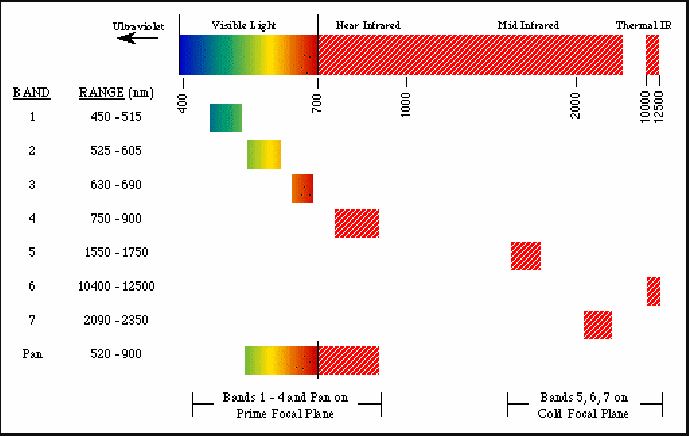 Ultraviolet Visible Light Near Infrared Mid Infrared Thermal IR
400 700 1000 2000 10000 12500
BAND RANGE (nm)
1 450 - 515
2 525 - 605
3 630 - 690
4 750 - 900
5 1550 - 1750
6 10400 - 12500
7 2090 - 2350
Pan 520 - 900
Bands 1 - 4 and Pan on
Prime Focal Plane
Bands 5, 6, 7 on
Cold Focal Plane